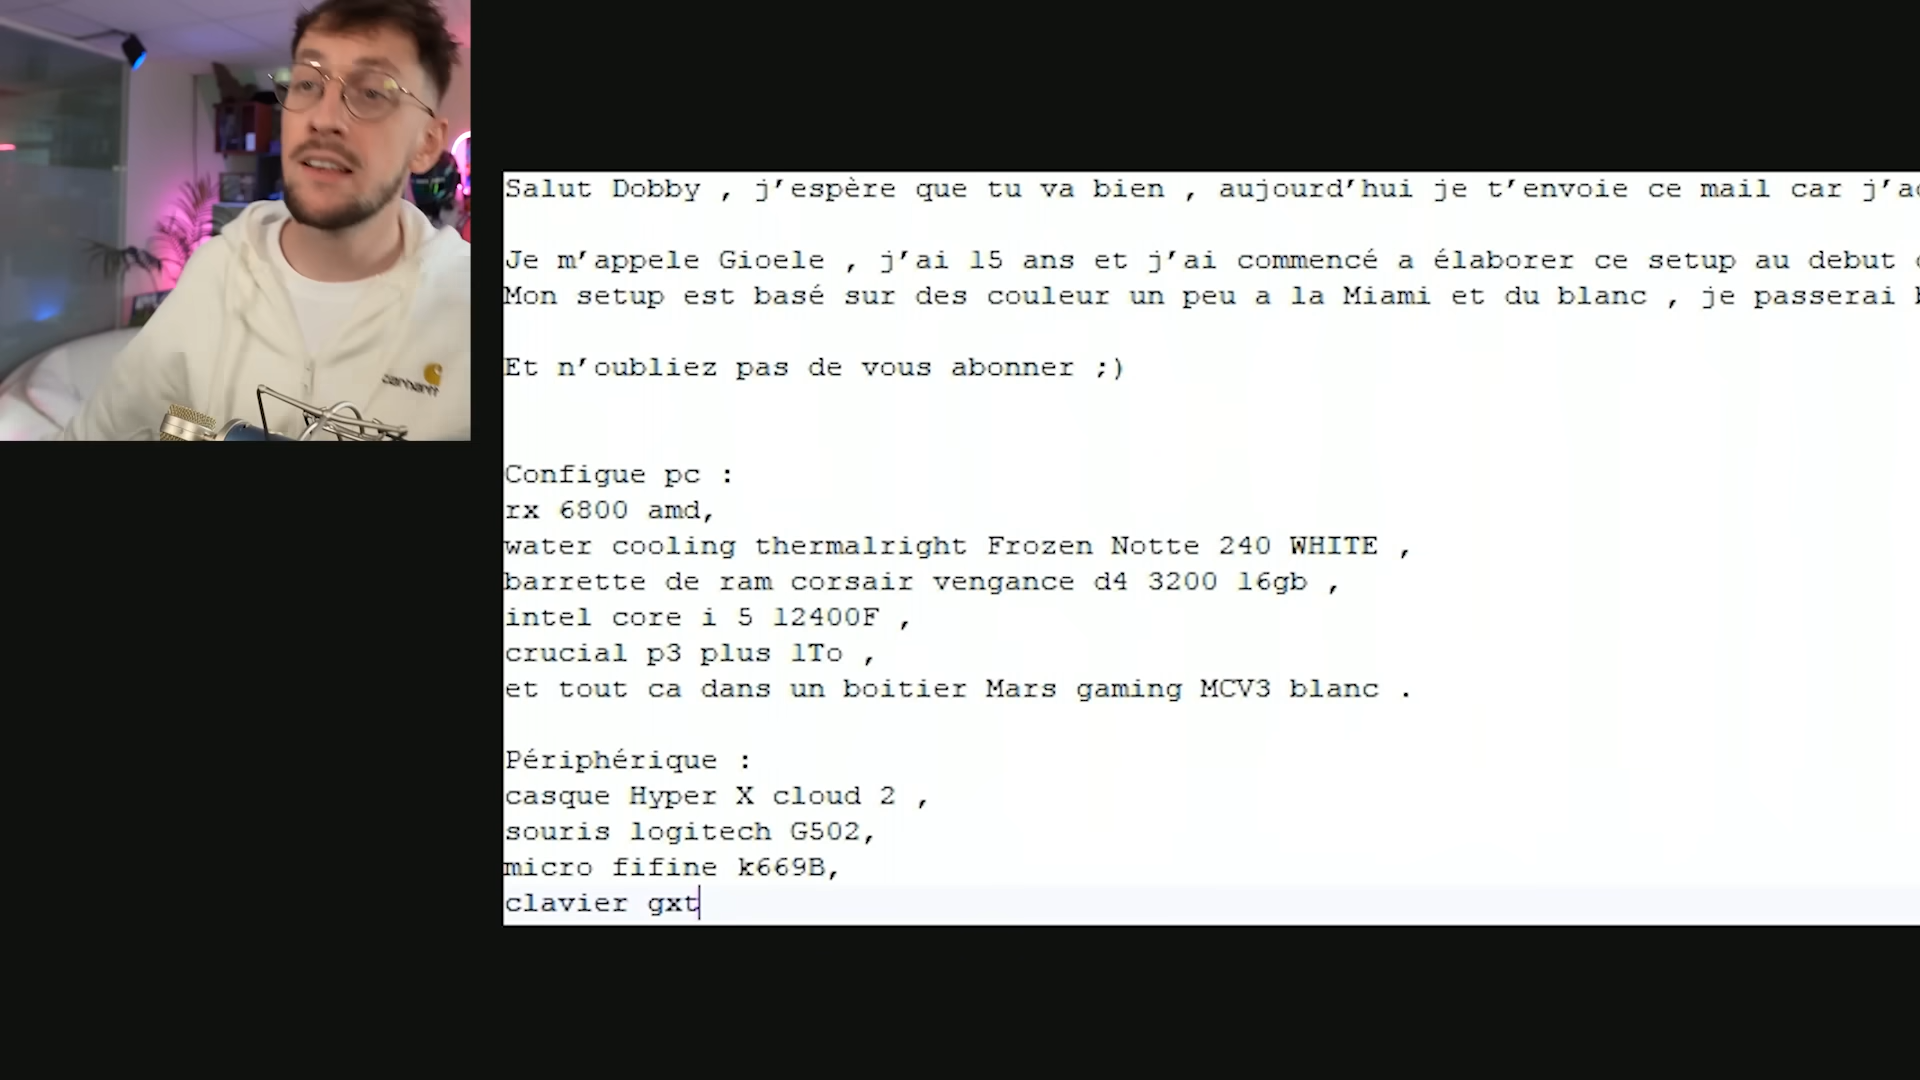 Salut Dobby , j’espère que tu va bien , aujourd’hui je t’envoie ce mail car
Je m’appele Gioele , j’ai 15 ans et j’ai commencé a élaborer ce setup au debut
Mon setup est basé sur des couleur un peu a la Miami et du blanc , je passerai
Et n’oubliez pas de vous abonner ;)
Configue pc :
rx 6800 amd,
water cooling thermalright Frozen Notte 240 WHITE ,
barrette de ram corsair vengance d4 3200 16gb ,
intel core i 5 12400F ,
crucial p3 plus 1To ,
et tout ca dans un boitier Mars gaming MCV3 blanc .
Périphérique :
casque Hyper X cloud 2 ,
souris logitech G502,
micro fifine k669B,
clavier gxt
carhartt